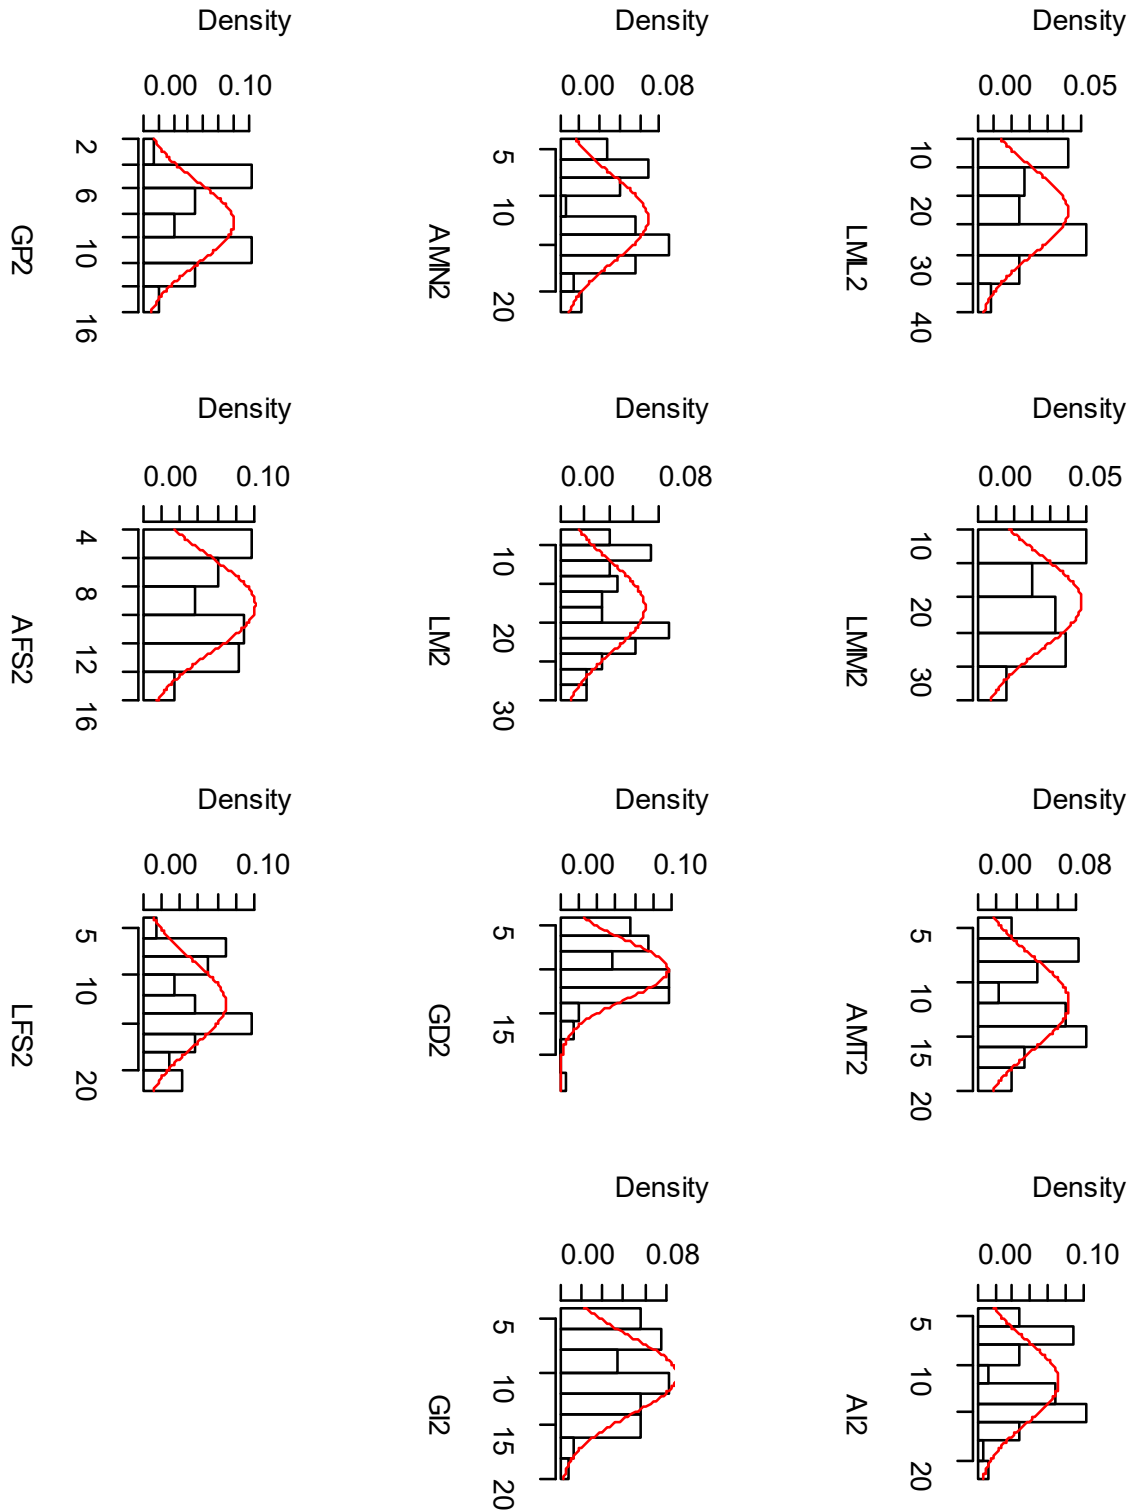 Density
0.00 0.05
10 20 30 40
LML2
Density
0.00 0.05
10 20 30
LMM2
Density
0.00 0.08
5 10 15 20
AMT2
Density
0.00 0.10
5 10 20
AI2
Density
0.00 0.08
5 10 20
AMN2
Density
0.00 0.08
10 20 30
LM2
Density
0.00 0.10
5 15
GD2
Density
0.00 0.08
5 10 15 20
GI2
Density
0.00 0.10
2 6 10 16
GP2
Density
0.00 0.10
4 8 12 16
AFS2
Density
0.00 0.10
5 10 20
LFS2